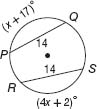 (x + 17)°
Q
P
14
14
S
R
(4x + 2)°